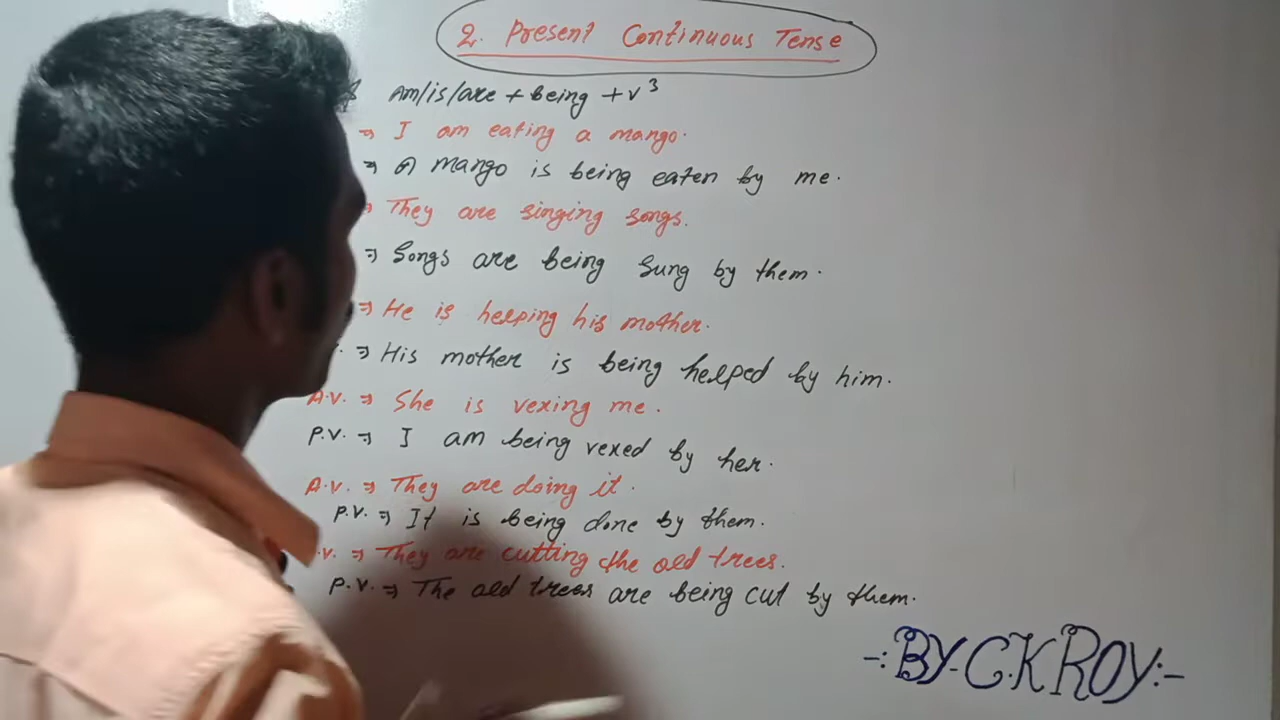 2. Present Continuous Tense
Am/is/are + being + v³
⇒ I am eating a mango.
⇒ A mango is being eaten by me.
⇒ They are singing songs.
⇒ Songs are being sung by them.
⇒ He is helping his mother.
⇒ His mother is being helped by him.
A.V. ⇒ She is vexing me.
P.V. ⇒ I am being vexed by her.
A.V. ⇒ They are doing it.
P.V. ⇒ It is being done by them.
V. ⇒ They are cutting the old trees.
P.V. ⇒ The old trees are being cut by them.
-: BY- C.K ROY:-